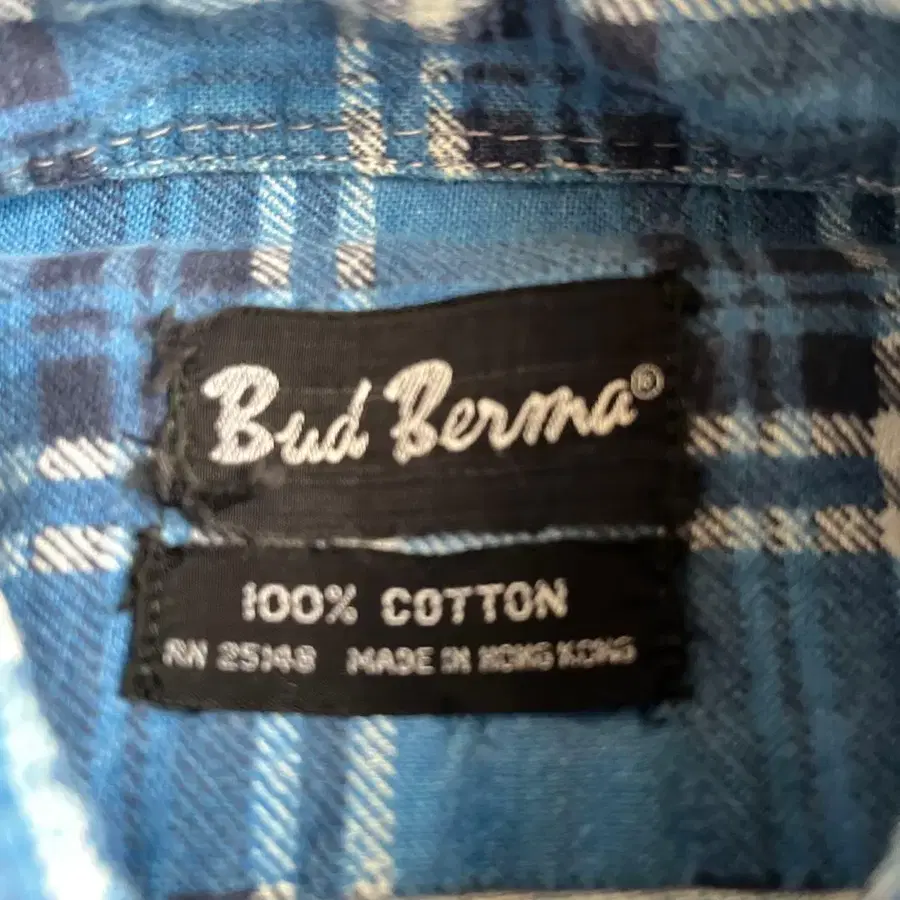 Bud Berma®
100% COTTON
RN 25148 MADE IN HONG KONG